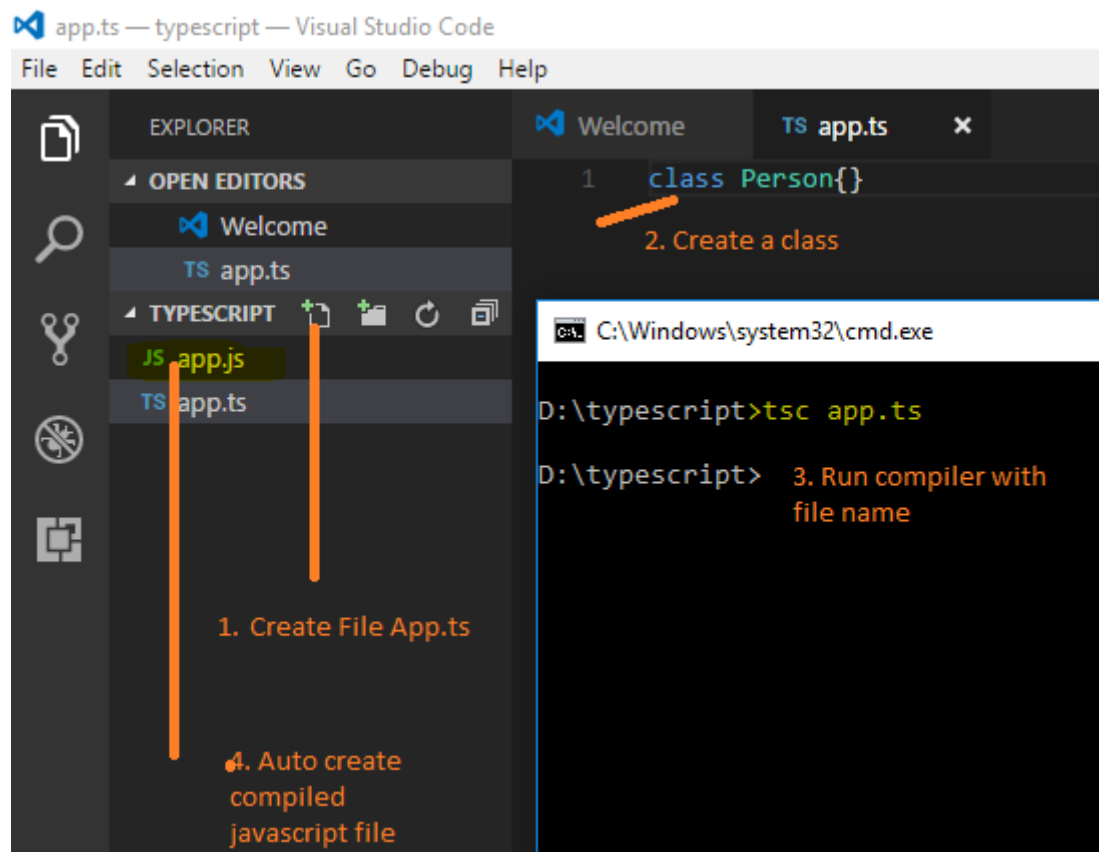 app.ts — typescript — Visual Studio Code
File Edit Selection View Go Debug Help
EXPLORER
OPEN EDITORS
Welcome
TS app.ts
TYPESCRIPT
JS app.js
TS app.ts
1. Create File App.ts
4. Auto create
compiled
javascript file
Welcome TS app.ts ×
1 class Person{}
2. Create a class
C:\. C:\Windows\system32\cmd.exe
D:\typescript>tsc app.ts
D:\typescript>
3. Run compiler with
file name